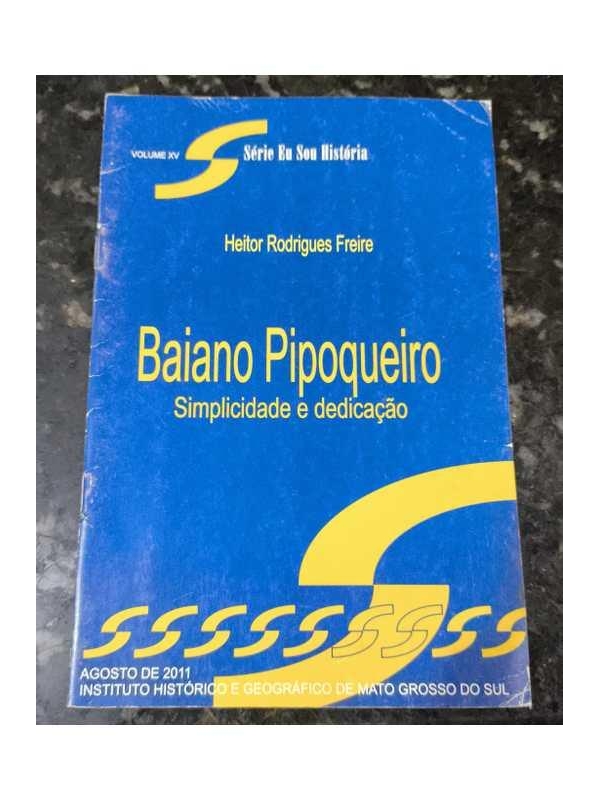 VOLUME XV
Série Eu Sou História
Heitor Rodrigues Freire
Baiano Pipoqueiro
Simplicidade e dedicação
AGOSTO DE 2011
INSTITUTO HISTÓRICO E GEOGRÁFICO DE MATO GROSSO DO SUL